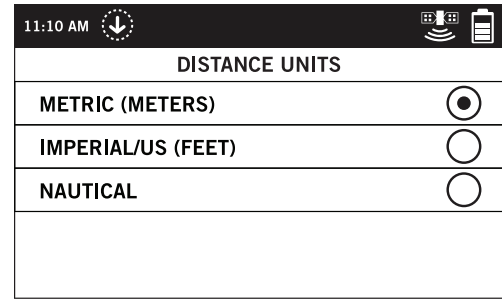 11:10 AM
DISTANCE UNITS
METRIC (METERS)
IMPERIAL/US (FEET)
NAUTICAL